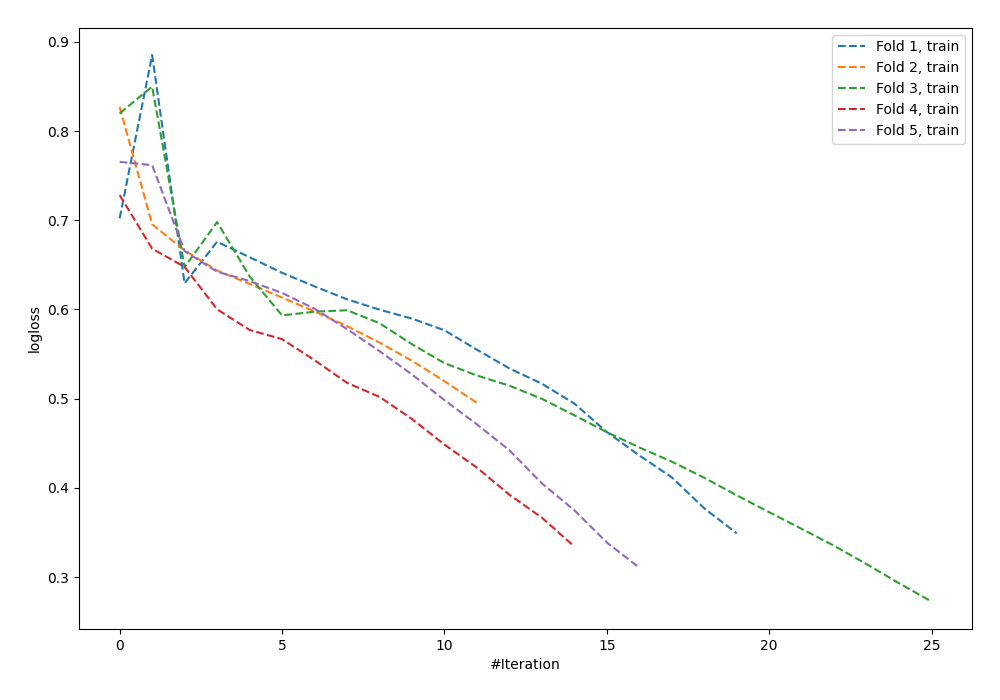 0.9
0.8
0.7
0.6
0.5
0.4
0.3
logloss
0
5
10
15
20
25
#Iteration
Fold 1, train
Fold 2, train
Fold 3, train
Fold 4, train
Fold 5, train